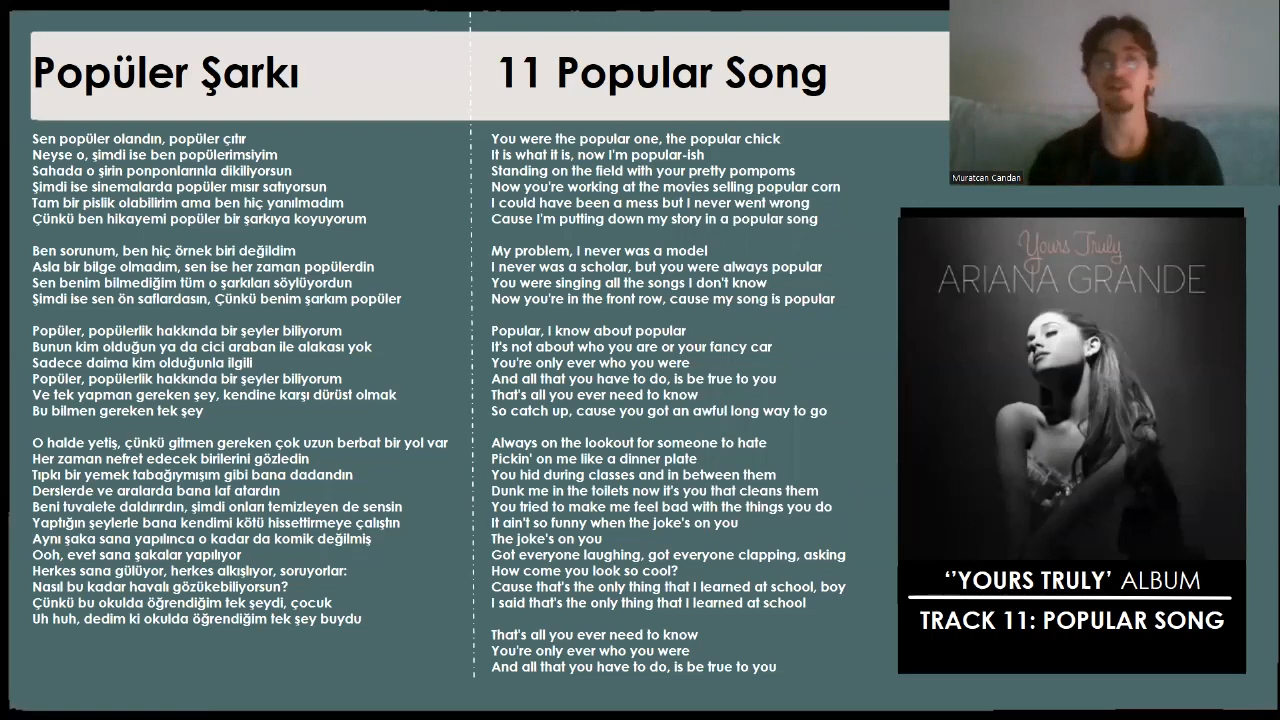 Popüler Şarkı
Sen popüler olandın, popüler çıtır
Neyse o, şimdi ise ben popülerimsiyim
Sahada o şirin ponponlarınla dikiliyorsun
Şimdi ise sinemalarda popüler mısır satıyorsun
Tam bir pislik olabilirim ama ben hiç yanılmadım
Çünkü ben hikayemi popüler bir şarkıya koyuyorum
Ben sorunum, ben hiç örnek biri değildim
Asla bir bilge olmadım, sen ise her zaman popülerdin
Sen benim bilmediğim tüm o şarkıları söylüyordun
Şimdi ise sen ön saflardasın, Çünkü benim şarkım popüler
Popüler, popülerlik hakkında bir şeyler biliyorum
Bunun kim olduğun ya da cici araban ile alakası yok
Sadece daima kim olduğunla ilgili
Popüler, popülerlik hakkında bir şeyler biliyorum
Ve tek yapman gereken şey, kendine karşı dürüst olmak
Bu bilmen gereken tek şey
O halde yetiş, çünkü gitmen gereken çok uzun berbat bir yol var
Her zaman nefret edecek birilerini gözledin
Tıpkı bir yemek tabağıymışım gibi bana dadandın
Derslerde ve aralarda bana laf atardın
Beni tuvalete daldırırdın, şimdi onları temizleyen de sensin
Yaptığın şeylerle bana kendimi kötü hissettirmeye çalıştın
Aynı şaka sana yapılınca o kadar da komik değilmiş
Ooh, evet sana şakalar yapılıyor
Herkes sana gülüyor, herkes alkışlıyor, soruyorlar:
Nasıl bu kadar havalı gözükebiliyorsun?
Çünkü bu okulda öğrendiğim tek şeydi, çocuk
Uh huh, dedim ki okulda öğrendiğim tek şey buydu
11 Popular Song
You were the popular one, the popular chick
It is what it is, now I'm popular-ish
Standing on the field with your pretty pompoms
Now you're working at the movies selling popular corn
I could have been a mess but I never went wrong
Cause I'm putting down my story in a popular song
My problem, I never was a model
I never was a scholar, but you were always popular
You were singing all the songs I don't know
Now you're in the front row, cause my song is popular
Popular, I know about popular
It's not about who you are or your fancy car
You're only ever who you were
And all that you have to do, is be true to you
That's all you ever need to know
So catch up, cause you got an awful long way to go
Always on the lookout for someone to hate
Pickin' on me like a dinner plate
You hid during classes and in between them
Dunk me in the toilets now it's you that cleans them
You tried to make me feel bad with the things you do
It ain't so funny when the joke's on you
The joke's on you
Got everyone laughing, got everyone clapping, asking
How come you look so cool?
Cause that's the only thing that I learned at school, boy
I said that's the only thing that I learned at school
That's all you ever need to know
You're only ever who you were
And all that you have to do, is be true to you
Muratcan Candan
Yours Truly
ARIANA GRANDE
‘’YOURS TRULY’ ALBUM
TRACK 11: POPULAR SONG